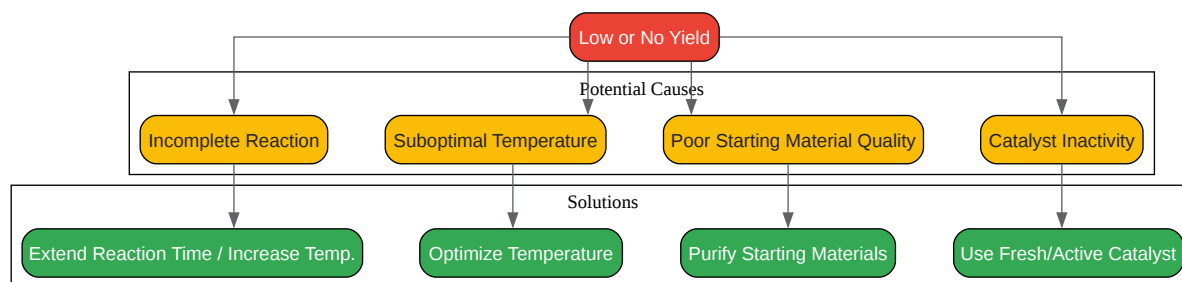 Low or No Yield
Potential Causes
Incomplete Reaction
Suboptimal Temperature
Poor Starting Material Quality
Catalyst Inactivity
Solutions
Extend Reaction Time / Increase Temp.
Optimize Temperature
Purify Starting Materials
Use Fresh/Active Catalyst